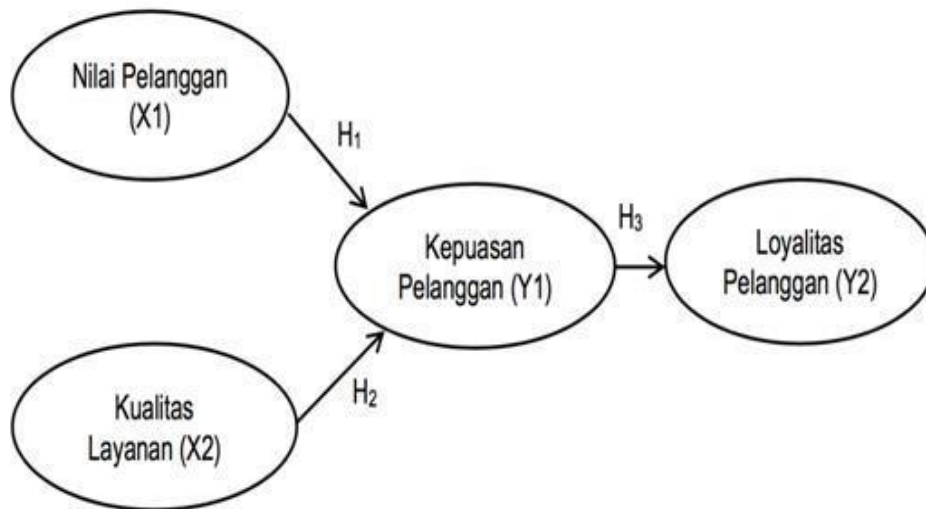 Nilai Pelanggan
(X1)
H₁
Kepuasan
Pelanggan (Y1)
H₃
Loyalitas
Pelanggan (Y2)
H₂
Kualitas
Layanan (X2)